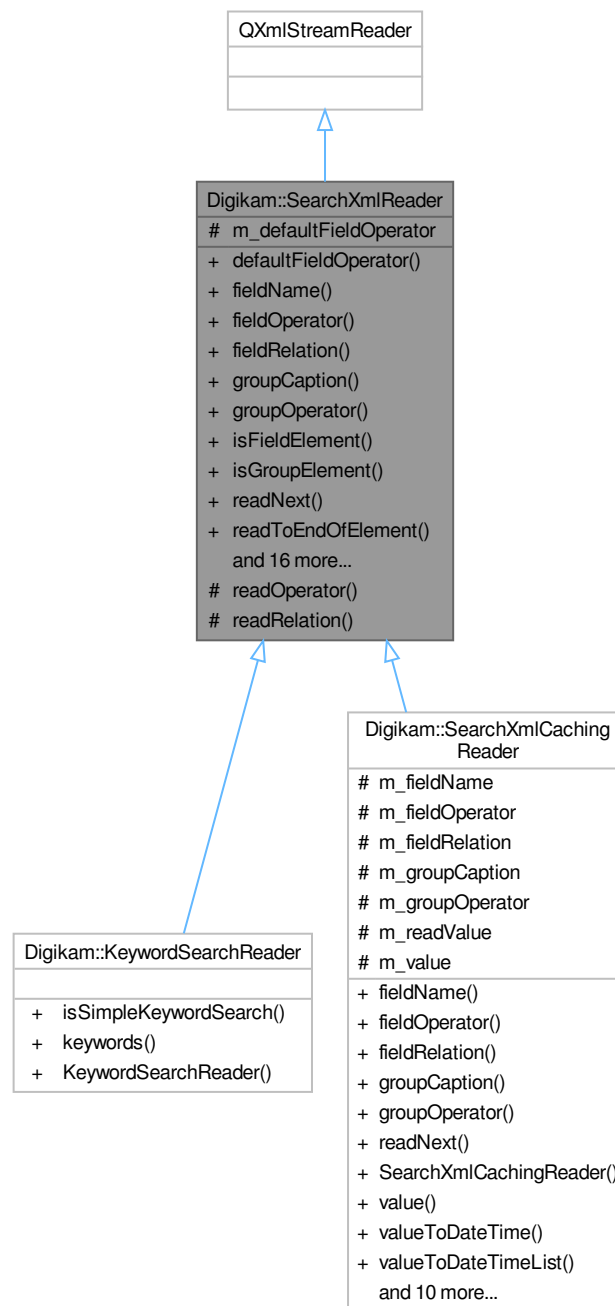 QXmlStreamReader
Digikam::SearchXmlReader
# m_defaultFieldOperator
+ defaultFieldOperator()
+ fieldName()
+ fieldOperator()
+ fieldRelation()
+ groupCaption()
+ groupOperator()
+ isFieldElement()
+ isGroupElement()
+ readNext()
+ readToEndOfElement()
and 16 more...
# readOperator()
# readRelation()
Digikam::KeywordSearchReader
+ isSimpleKeywordSearch()
+ keywords()
+ KeywordSearchReader()
Digikam::SearchXmlCaching
Reader
# m_fieldName
# m_fieldOperator
# m_fieldRelation
# m_groupCaption
# m_groupOperator
# m_readValue
# m_value
+ fieldName()
+ fieldOperator()
+ fieldRelation()
+ groupCaption()
+ groupOperator()
+ readNext()
+ SearchXmlCachingReader()
+ value()
+ valueToDateTime()
+ valueToDateTimeList()
and 10 more...